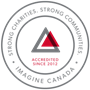 STRONG CHARITIES. STRONG COMMUNITIES.
ACCREDITED
SINCE 2013
• IMAGINE CANADA •